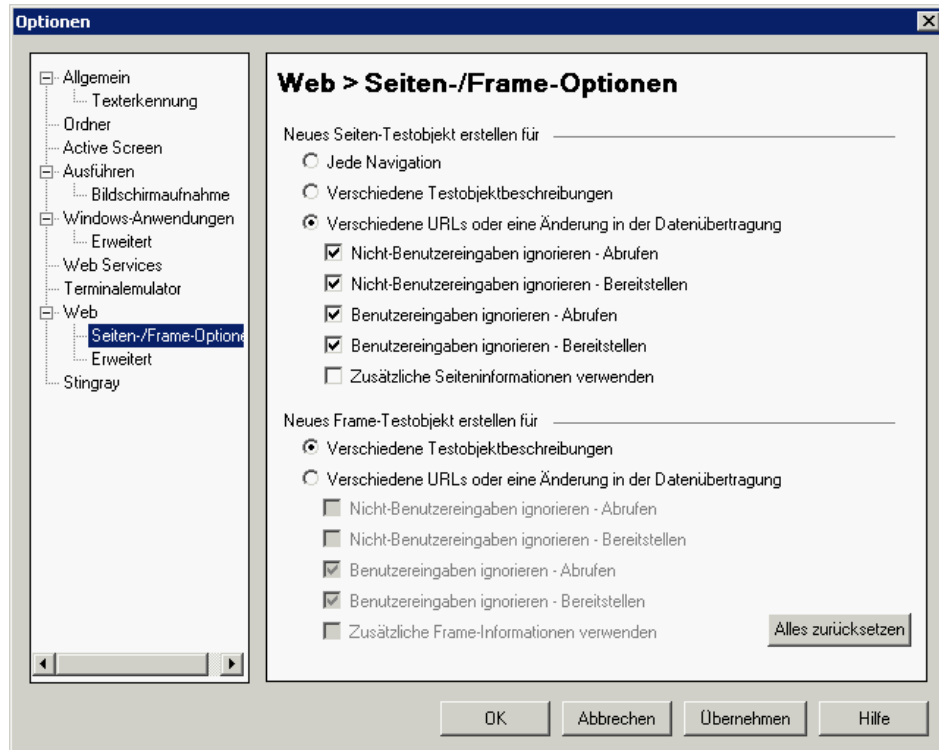 Optionen
Allgemein
Texterkennung
Ordner
Active Screen
Ausführen
Bildschirmaufnahme
Windows-Anwendungen
Erweitert
Web Services
Terminalemulator
Web
Seiten-/Frame-Optione
Erweitert
Stingray
Web > Seiten-/Frame-Optionen
Neues Seiten-Testobjekt erstellen für
Jede Navigation
Verschiedene Testobjektbeschreibungen
Verschiedene URLs oder eine Änderung in der Datenübertragung
Nicht-Benutzereingaben ignorieren - Abrufen
Nicht-Benutzereingaben ignorieren - Bereitstellen
Benutzereingaben ignorieren - Abrufen
Benutzereingaben ignorieren - Bereitstellen
Zusätzliche Seiteninformationen verwenden
Neues Frame-Testobjekt erstellen für
Verschiedene Testobjektbeschreibungen
Verschiedene URLs oder eine Änderung in der Datenübertragung
Nicht-Benutzereingaben ignorieren - Abrufen
Nicht-Benutzereingaben ignorieren - Bereitstellen
Benutzereingaben ignorieren - Abrufen
Benutzereingaben ignorieren - Bereitstellen
Zusätzliche Frame-Informationen verwenden
Alles zurücksetzen
OK Abbrechen Übernehmen Hilfe